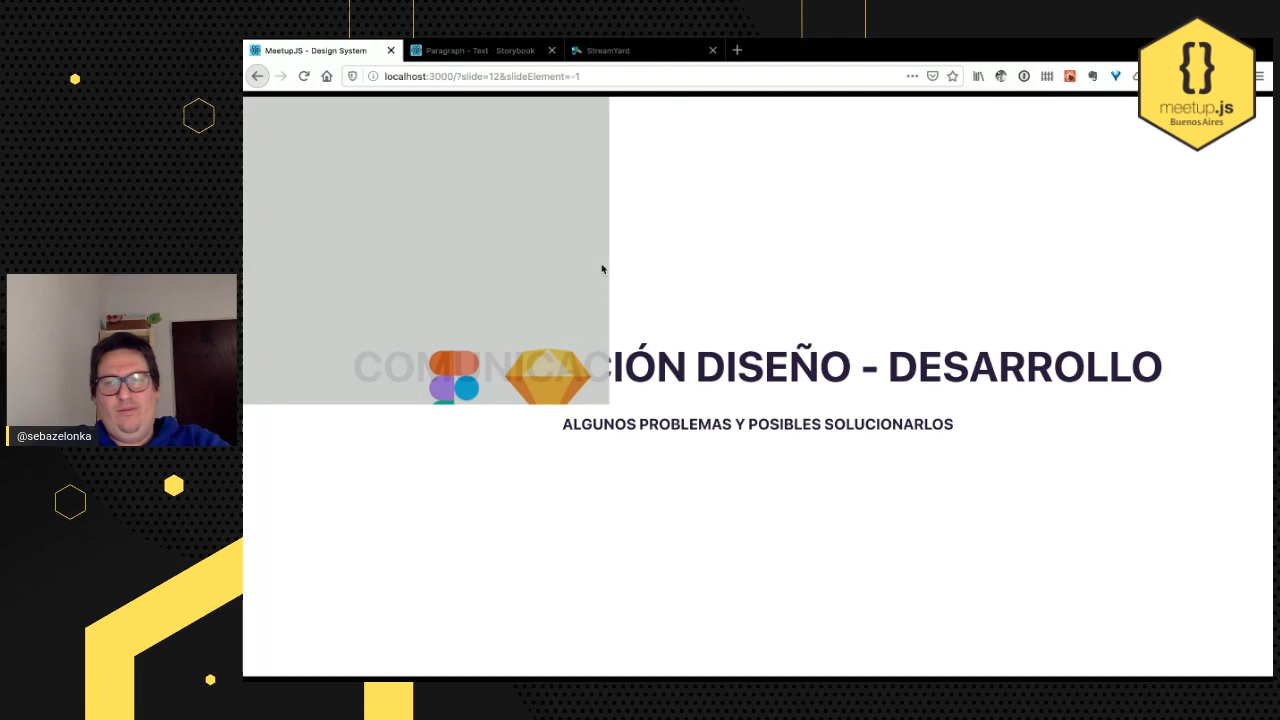 MeetupJS - Design System
Paragraph - Text · Storybook
StreamYard
localhost:3000/?slide=12&slideElement=-1
{}
meetup.js
Buenos Aires
COMUNICACIÓN DISEÑO - DESARROLLO
ALGUNOS PROBLEMAS Y POSIBLES SOLUCIONARLOS
@sebazelonka